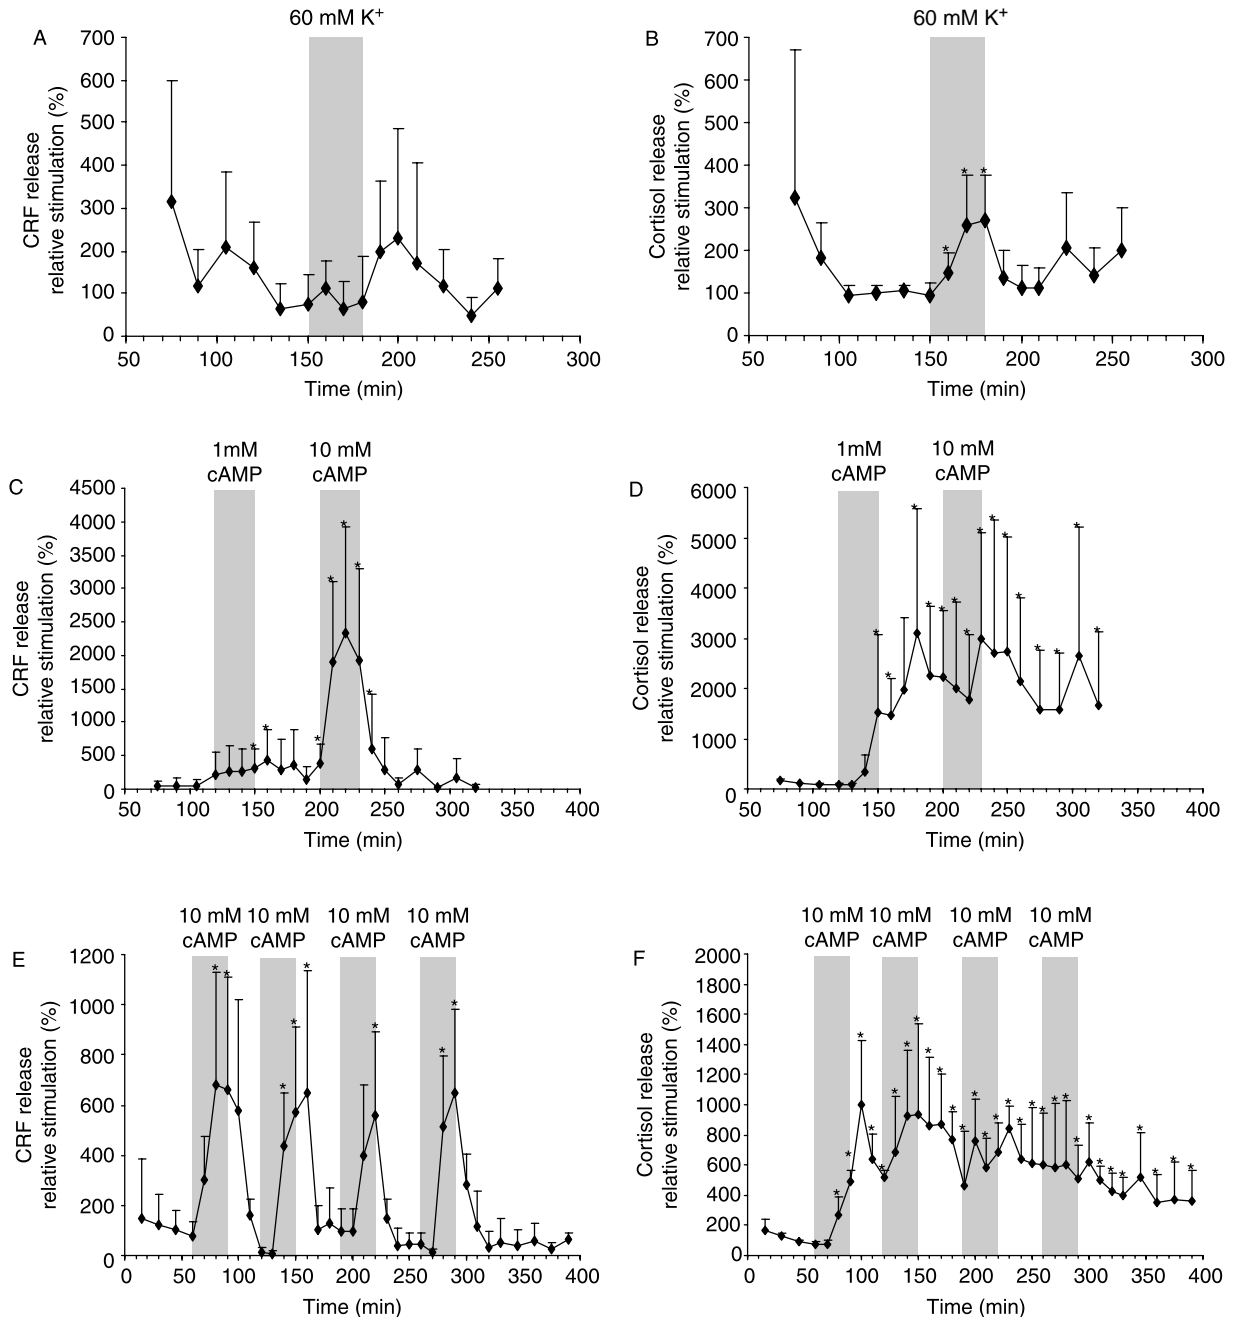 A
60 mM K+
CRF release
relative stimulation (%)
700
600
500
400
300
200
100
0
50 100 150 200 250 300
Time (min)
B
60 mM K+
Cortisol release
relative stimulation (%)
700
600
500
400
300
200
100
0
50 100 150 200 250 300
Time (min)
C
1mM 10 mM
cAMP cAMP
CRF release
relative stimulation (%)
4500
4000
3500
3000
2500
2000
1500
1000
500
0
50 100 150 200 250 300 350 400
Time (min)
D
1mM 10 mM
cAMP cAMP
Cortisol release
relative stimulation (%)
6000
5000
4000
3000
2000
1000
0
50 100 150 200 250 300 350 400
Time (min)
E
10 mM 10 mM 10 mM 10 mM
cAMP cAMP cAMP cAMP
CRF release
relative stimulation (%)
1200
1000
800
600
400
200
0
0 50 100 150 200 250 300 350 400
Time (min)
F
10 mM 10 mM 10 mM 10 mM
cAMP cAMP cAMP cAMP
Cortisol release
relative stimulation (%)
2000
1800
1600
1400
1200
1000
800
600
400
200
0
0 50 100 150 200 250 300 350 400
Time (min)